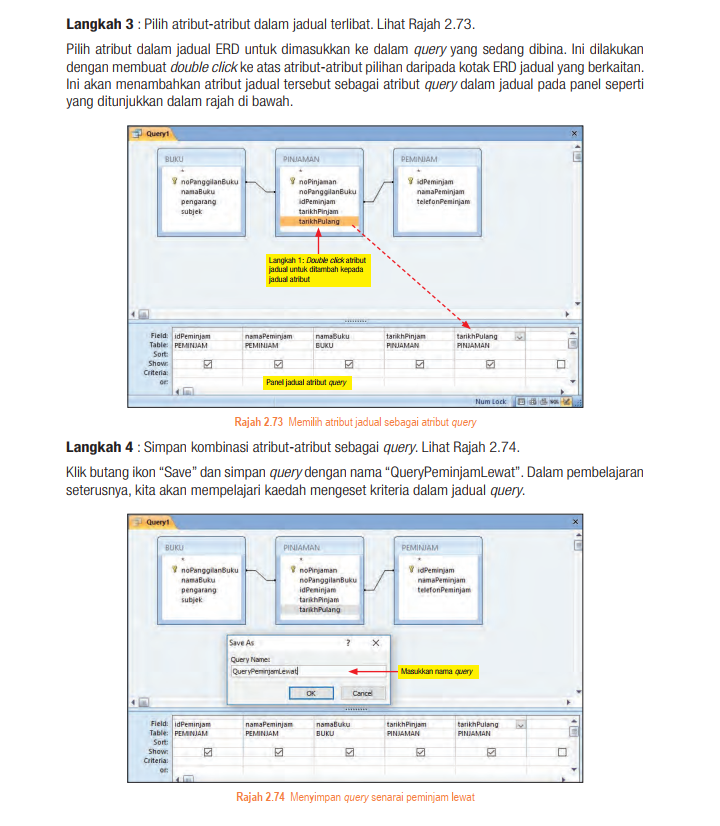 Langkah 3 : Pilih atribut-atribut dalam jadual terlibat. Lihat Rajah 2.73.
Pilih atribut dalam jadual ERD untuk dimasukkan ke dalam query yang sedang dibina. Ini dilakukan
dengan membuat double click ke atas atribut-atribut pilihan daripada kotak ERD jadual yang berkaitan.
Ini akan menambahkan atribut jadual tersebut sebagai atribut query dalam jadual pada panel seperti
yang ditunjukkan dalam rajah di bawah.
Query1
BUKU
*
noPanggilanBuku
namaBuku
pengarang
subjek
PINJAMAN
*
noPinjaman
noPanggilanBuku
idPeminjam
tarikhPinjam
tarikhPulang
PEMINJAM
*
idPeminjam
namaPeminjam
telefonPeminjam
Langkah 1: Double click atribut
jadual untuk ditambah kepada
jadual atribut
Field: idPeminjam namaPeminjam namaBuku tarikhPinjam tarikhPulang
Table: PEMINJAM PEMINJAM BUKU PINJAMAN PINJAMAN
Sort:
Show:
Criteria:
or:
Panel jadual atribut query
Num Lock
SQL
Rajah 2.73 Memilih atribut jadual sebagai atribut query
Langkah 4 : Simpan kombinasi atribut-atribut sebagai query. Lihat Rajah 2.74.
Klik butang ikon “Save” dan simpan query dengan nama “QueryPeminjamLewat”. Dalam pembelajaran
seterusnya, kita akan mempelajari kaedah mengeset kriteria dalam jadual query.
Query1
BUKU
*
noPanggilanBuku
namaBuku
pengarang
subjek
PINJAMAN
*
noPinjaman
noPanggilanBuku
idPeminjam
tarikhPinjam
tarikhPulang
PEMINJAM
*
idPeminjam
namaPeminjam
telefonPeminjam
Save As ? X
Query Name:
QueryPeminjamLewat
OK Cancel
Masukkan nama query
Field: idPeminjam namaPeminjam namaBuku tarikhPinjam tarikhPulang
Table: PEMINJAM PEMINJAM BUKU PINJAMAN PINJAMAN
Sort:
Show:
Criteria:
or:
Rajah 2.74 Menyimpan query senarai peminjam lewat